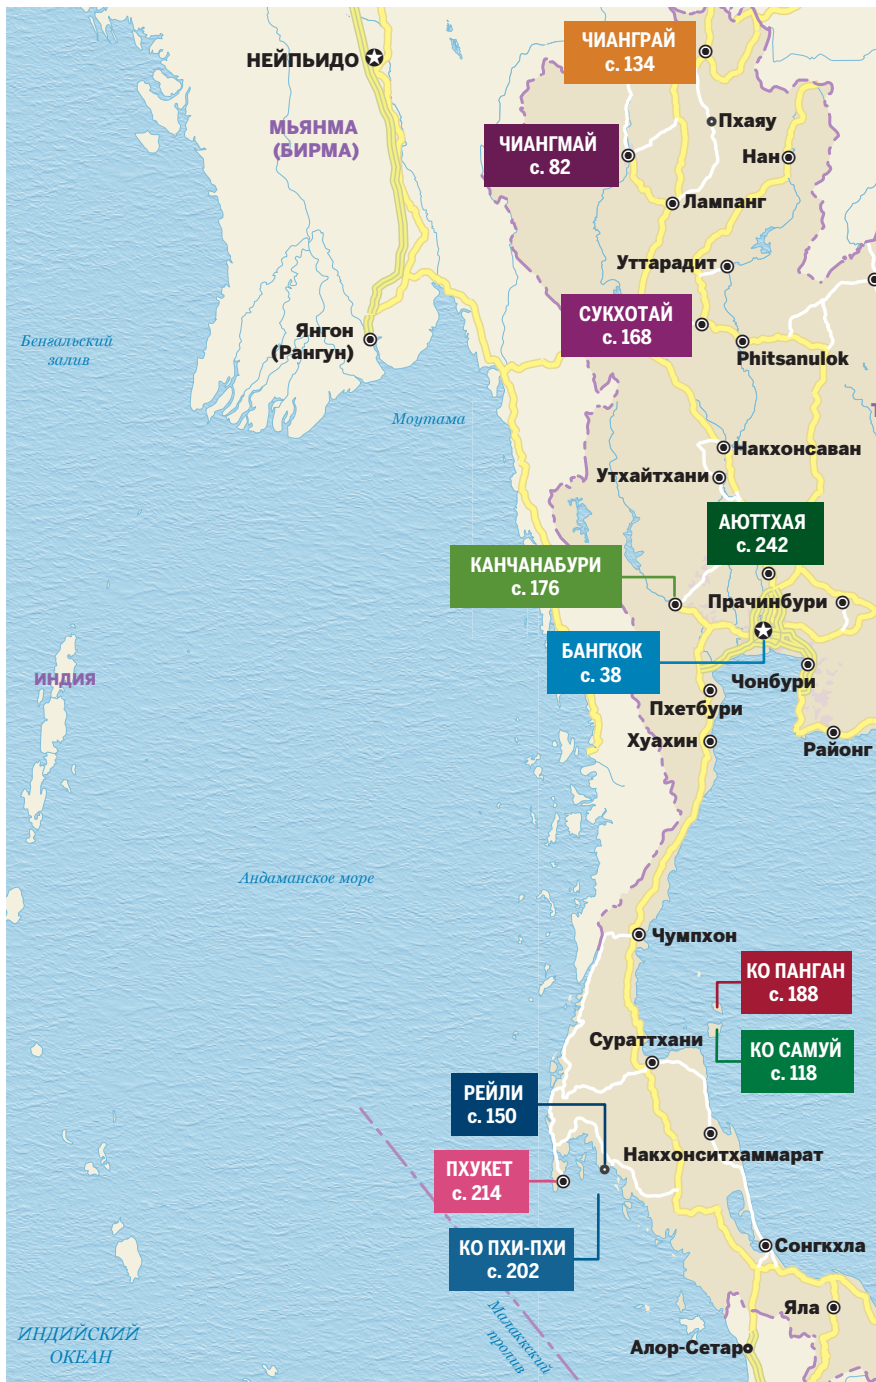 ЧИАНГРАЙ
с. 134
НЕЙПЬИДО
МЬЯНМА
(БИРМА)
Пхаяу
ЧИАНГМАЙ
с. 82
Нан
Лампанг
Уттарадит
СУКХОТАЙ
с. 168
Янгон
(Рангун)
Бенгальский
залив
Phitsanulok
Моутама
Накхонсаван
Утхайтхани
АЮТТХАЯ
с. 242
КАНЧАНАБУРИ
с. 176
Прачинбури
БАНГКОК
с. 38
ИНДИЯ
Чонбури
Пхетбури
Хуахин
Районг
Андаманское море
Чумпхон
КО ПАНГАН
с. 188
Сураттхани
КО САМУЙ
с. 118
РЕЙЛИ
с. 150
Накхонситхаммарат
ПХУКЕТ
с. 214
КО ПХИ-ПХИ
с. 202
Сонгкхла
Малаккский
пролив
Яла
ИНДИЙСКИЙ
ОКЕАН
Алор-Сетар